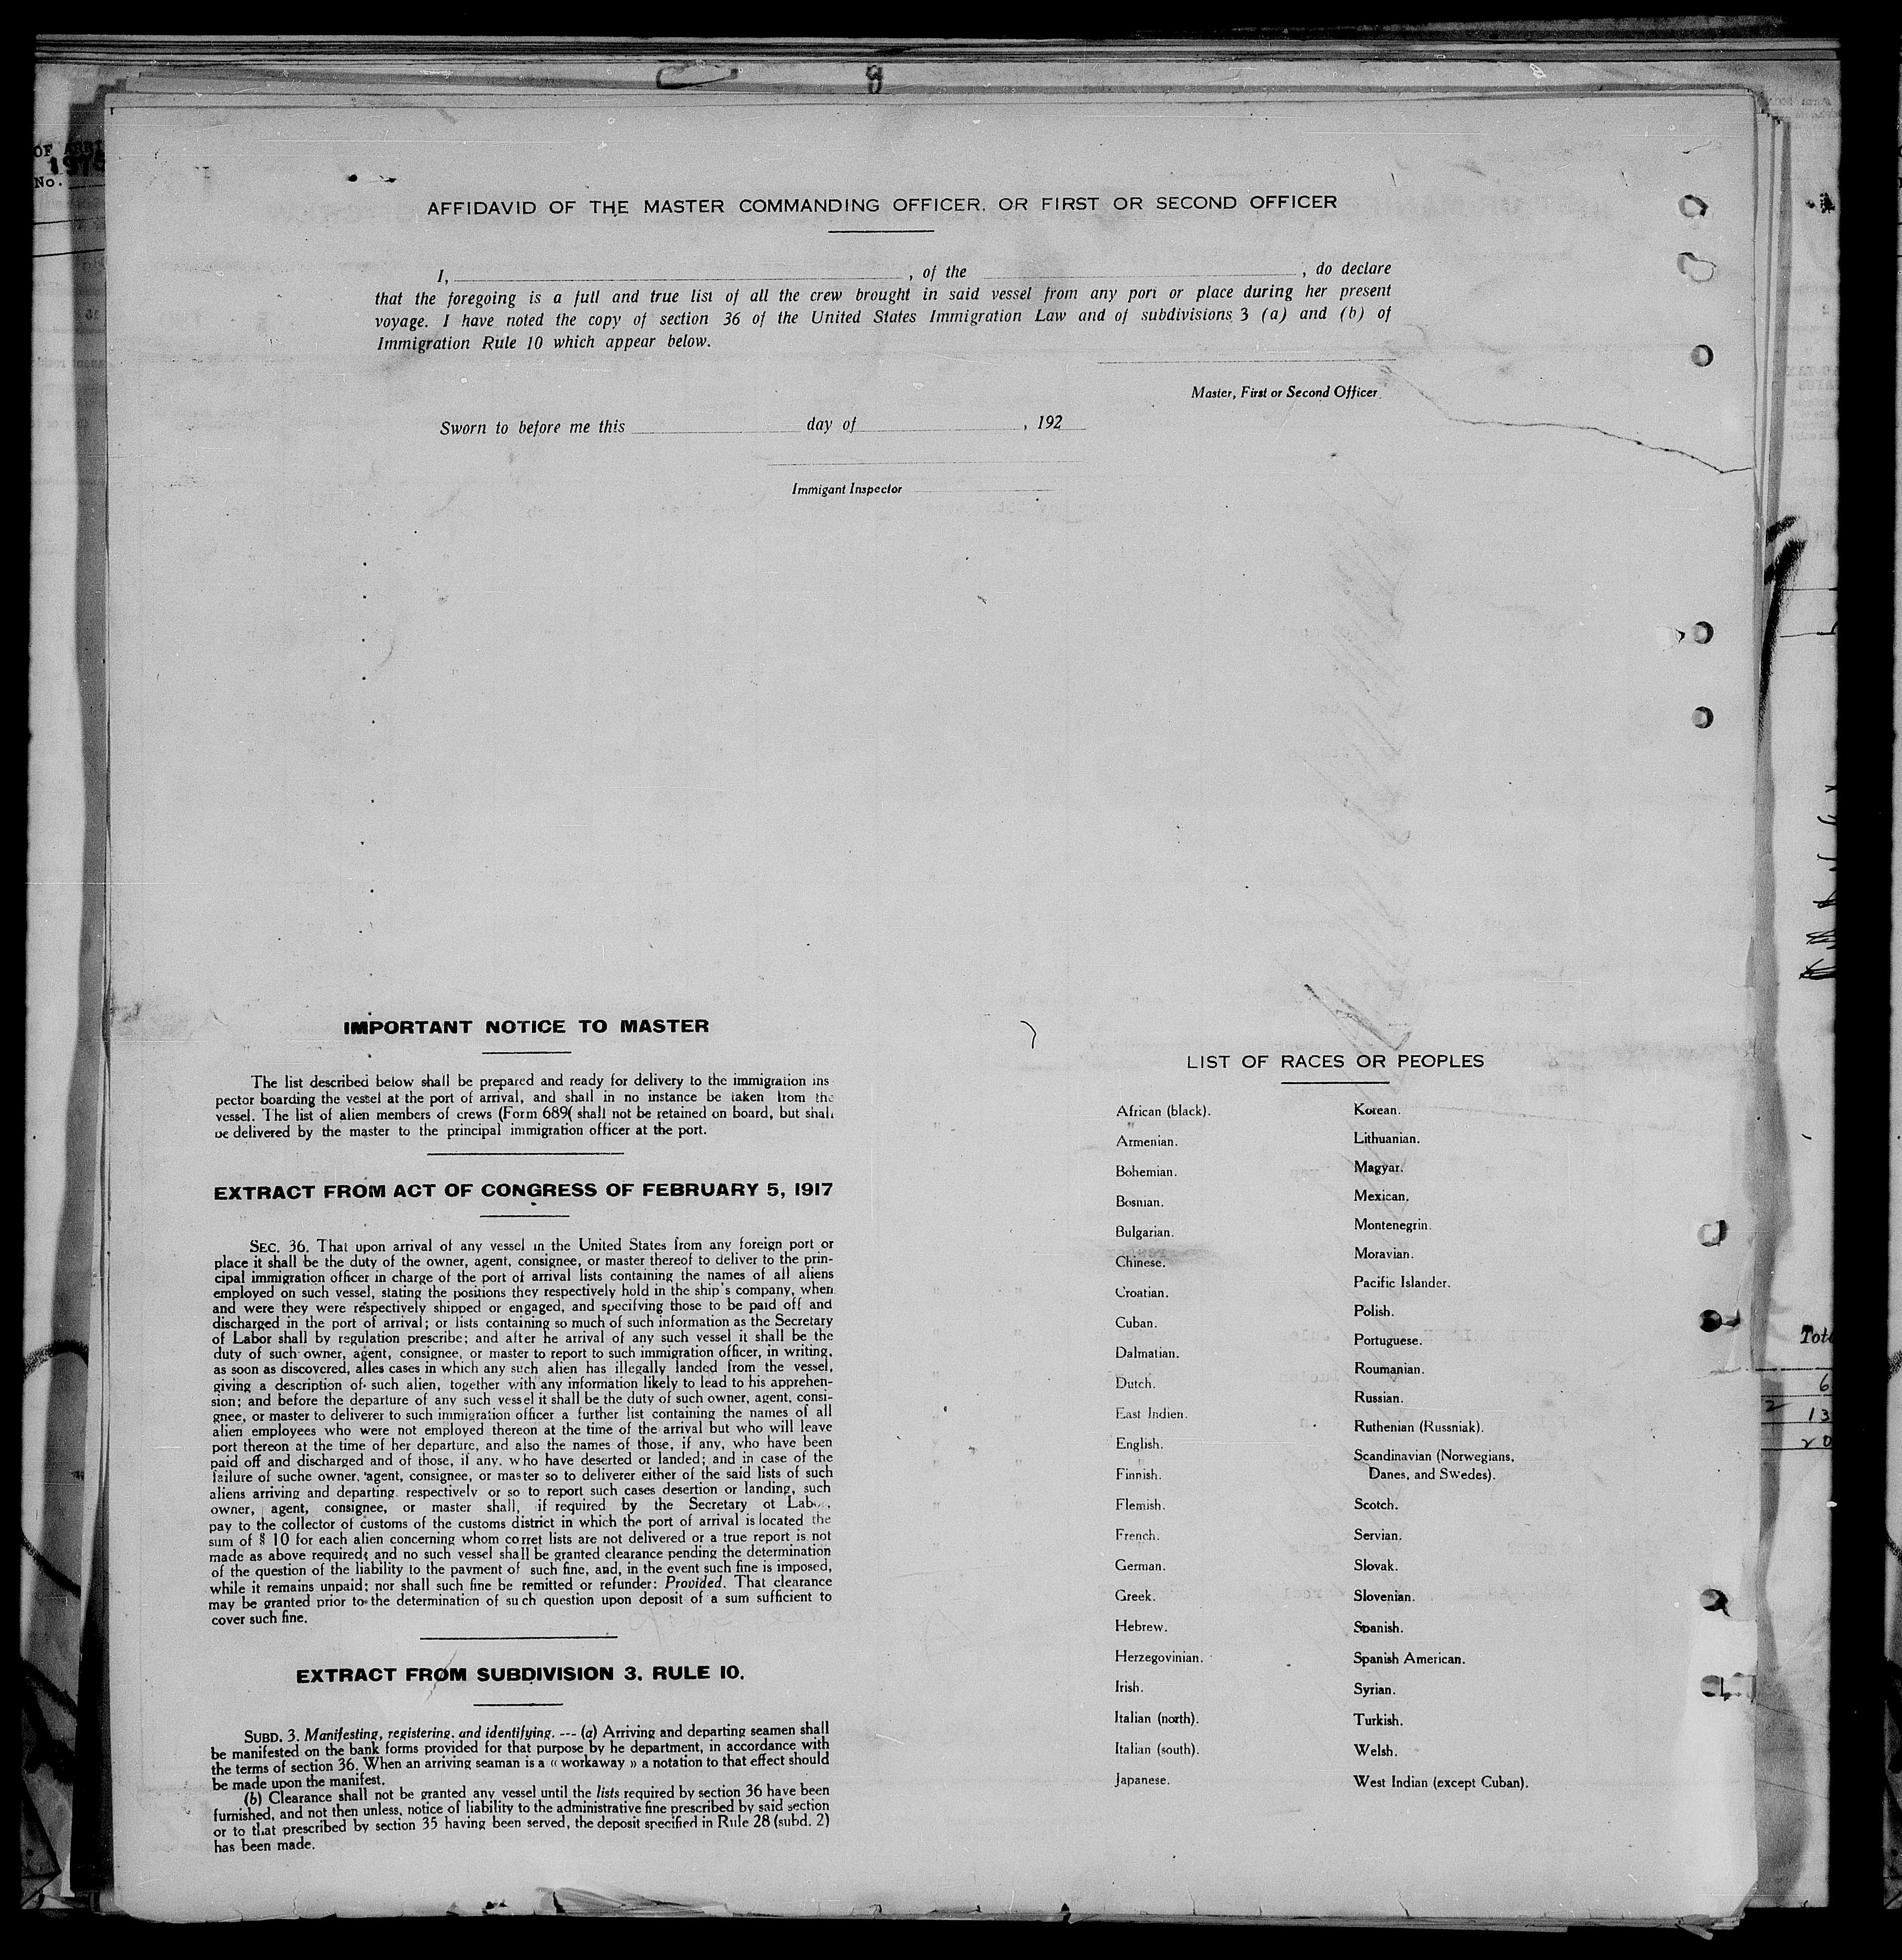 OF ARRI
1975
No.
AFFIDAVID OF THE MASTER COMMANDING OFFICER, OR FIRST OR SECOND OFFICER
I, , of the , do declare
that the foregoing is a full and true list of all the crew brought in said vessel from any port or place during her present
voyage. I have noted the copy of section 36 of the United States Immigration Law and of subdivisions 3 (a) and (b) of
Immigration Rule 10 which appear below.
Master, First or Second Officer
Sworn to before me this day of , 192
Immigant Inspector
IMPORTANT NOTICE TO MASTER
The list described below shall be prepared and ready for delivery to the immigration ins
pector boarding the vessel at the port of arrival, and shall in no instance be taken from the
vessel. The list of alien members of crews (Form 689( shall not be retained on board, but shall
be delivered by the master to the principal immigration officer at the port.
EXTRACT FROM ACT OF CONGRESS OF FEBRUARY 5, 1917
SEC. 36. That upon arrival of any vessel in the United States from any foreign port or
place it shall be the duty of the owner, agent, consignee, or master thereof to deliver to the prin-
cipal immigration officer in charge of the port of arrival lists containing the names of all aliens
employed on such vessel, stating the positions they respectively hold in the ship's company, when
and were they were respectively shipped or engaged, and specifying those to be paid off and
discharged in the port of arrival; or lists containing so much of such information as the Secretary
of Labor shall by regulation prescribe; and after he arrival of any such vessel it shall be the
duty of such owner, agent, consignee, or master to report to such immigration officer, in writing,
as soon as discovered, alles cases in which any such alien has illegally landed from the vessel,
giving a description of such alien, together with any information likely to lead to his apprehen-
sion; and before the departure of any such vessel it shall be the duty of such owner, agent, consi-
gnee, or master to deliverer to such immigration officer a further list containing the names of all
alien employees who were not employed thereon at the time of the arrival but who will leave
port thereon at the time of her departure, and also the names of those, if any, who have been
paid off and discharged and of those, if any, who have deserted or landed; and in case of the
failure of suche owner, agent, consignee, or master so to deliverer either of the said lists of such
aliens arriving and departing. respectively or so to report such cases desertion or landing, such
owner, agent, consignee, or master shall, if required by the Secretary ot Labor,
pay to the collector of customs of the customs district in which the port of arrival is located the
sum of § 10 for each alien concerning whom corret lists are not delivered or a true report is not
made as above required; and no such vessel shall be granted clearance pending the determination
of the question of the liability to the payment of such fine, and, in the event such fine is imposed,
while it remains unpaid; nor shall such fine be remitted or refunder: Provided. That clearance
may be granted prior to the determination of such question upon deposit of a sum sufficient to
cover such fine.
EXTRACT FROM SUBDIVISION 3. RULE 10.
SUBD. 3. Manifesting, registering, and identifying. --- (a) Arriving and departing seamen shall
be manifested on the bank forms provided for that purpose by he department, in accordance with
the terms of section 36. When an arriving seaman is a « workaway » a notation to that effect should
be made upon the manifest.
(b) Clearance shall not be granted any vessel until the lists required by section 36 have been
furnished, and not then unless, notice of liability to the administrative fine prescribed by said section
or to that prescribed by section 35 having been served, the deposit specified in Rule 28 (subd. 2)
has been made.
LIST OF RACES OR PEOPLES
African (black).
Armenian.
Bohemian.
Bosnian.
Bulgarian.
Chinese.
Croatian.
Cuban.
Dalmatian.
Dutch.
East Indien.
English.
Finnish.
Flemish.
French.
German.
Greek.
Hebrew.
Herzegovinian.
Irish.
Italian (north).
Italian (south).
Japanese.
Korean.
Lithuanian.
Magyar.
Mexican.
Montenegrin.
Moravian.
Pacific Islander.
Polish.
Portuguese.
Roumanian.
Russian.
Ruthenian (Russniak).
Scandinavian (Norwegians,
Danes, and Swedes).
Scotch.
Servian.
Slovak.
Slovenian.
Spanish.
Spanish American.
Syrian.
Turkish.
Welsh.
West Indian (except Cuban).
6
2 13
20